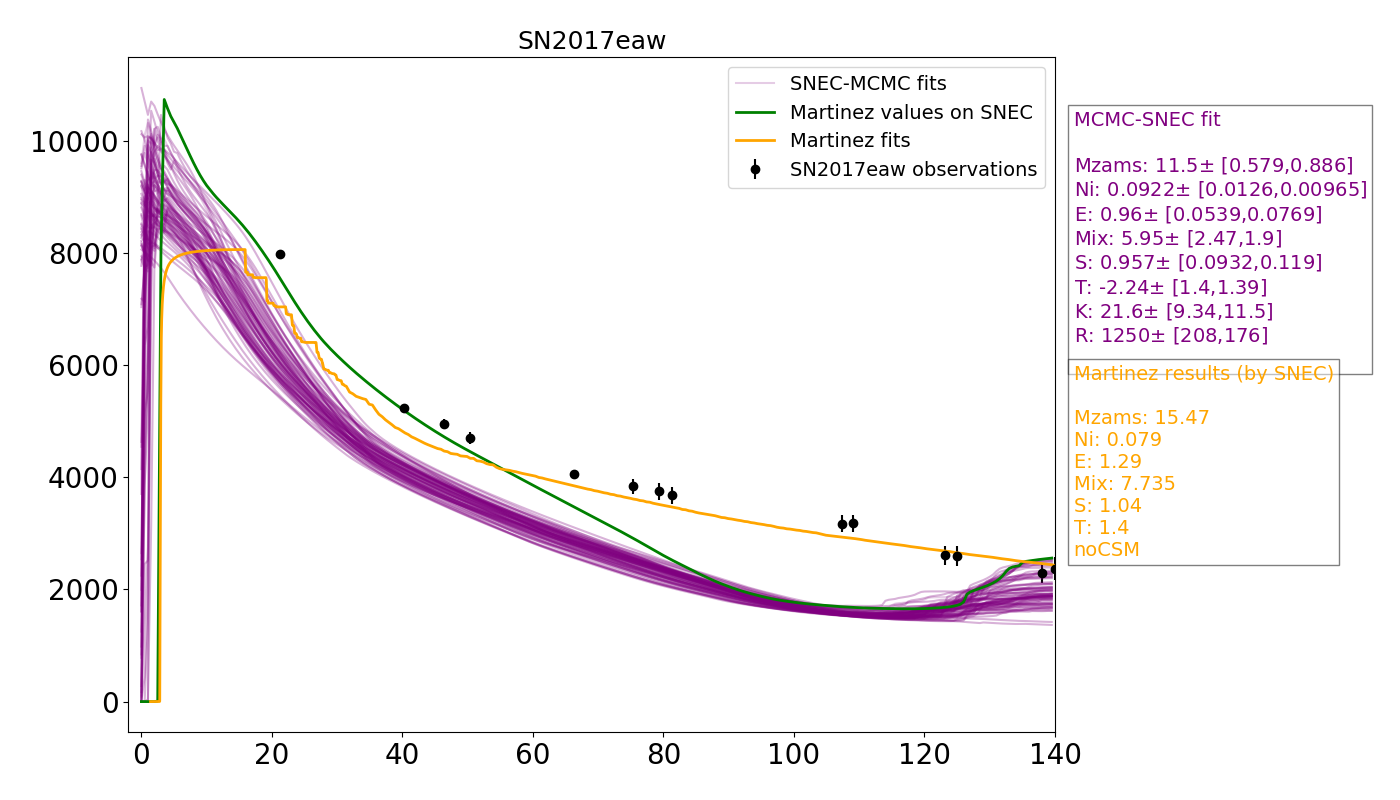 SN2017eaw
SNEC-MCMC fits
Martinez values on SNEC
Martinez fits
SN2017eaw observations
10000
8000
6000
4000
2000
0
0 20 40 60 80 100 120 140
MCMC-SNEC fit
Mzams: 11.5± [0.579,0.886]
Ni: 0.0922± [0.0126,0.00965]
E: 0.96± [0.0539,0.0769]
Mix: 5.95± [2.47,1.9]
S: 0.957± [0.0932,0.119]
T: -2.24± [1.4,1.39]
K: 21.6± [9.34,11.5]
R: 1250± [208,176]
Martinez results (by SNEC)
Mzams: 15.47
Ni: 0.079
E: 1.29
Mix: 7.735
S: 1.04
T: 1.4
noCSM